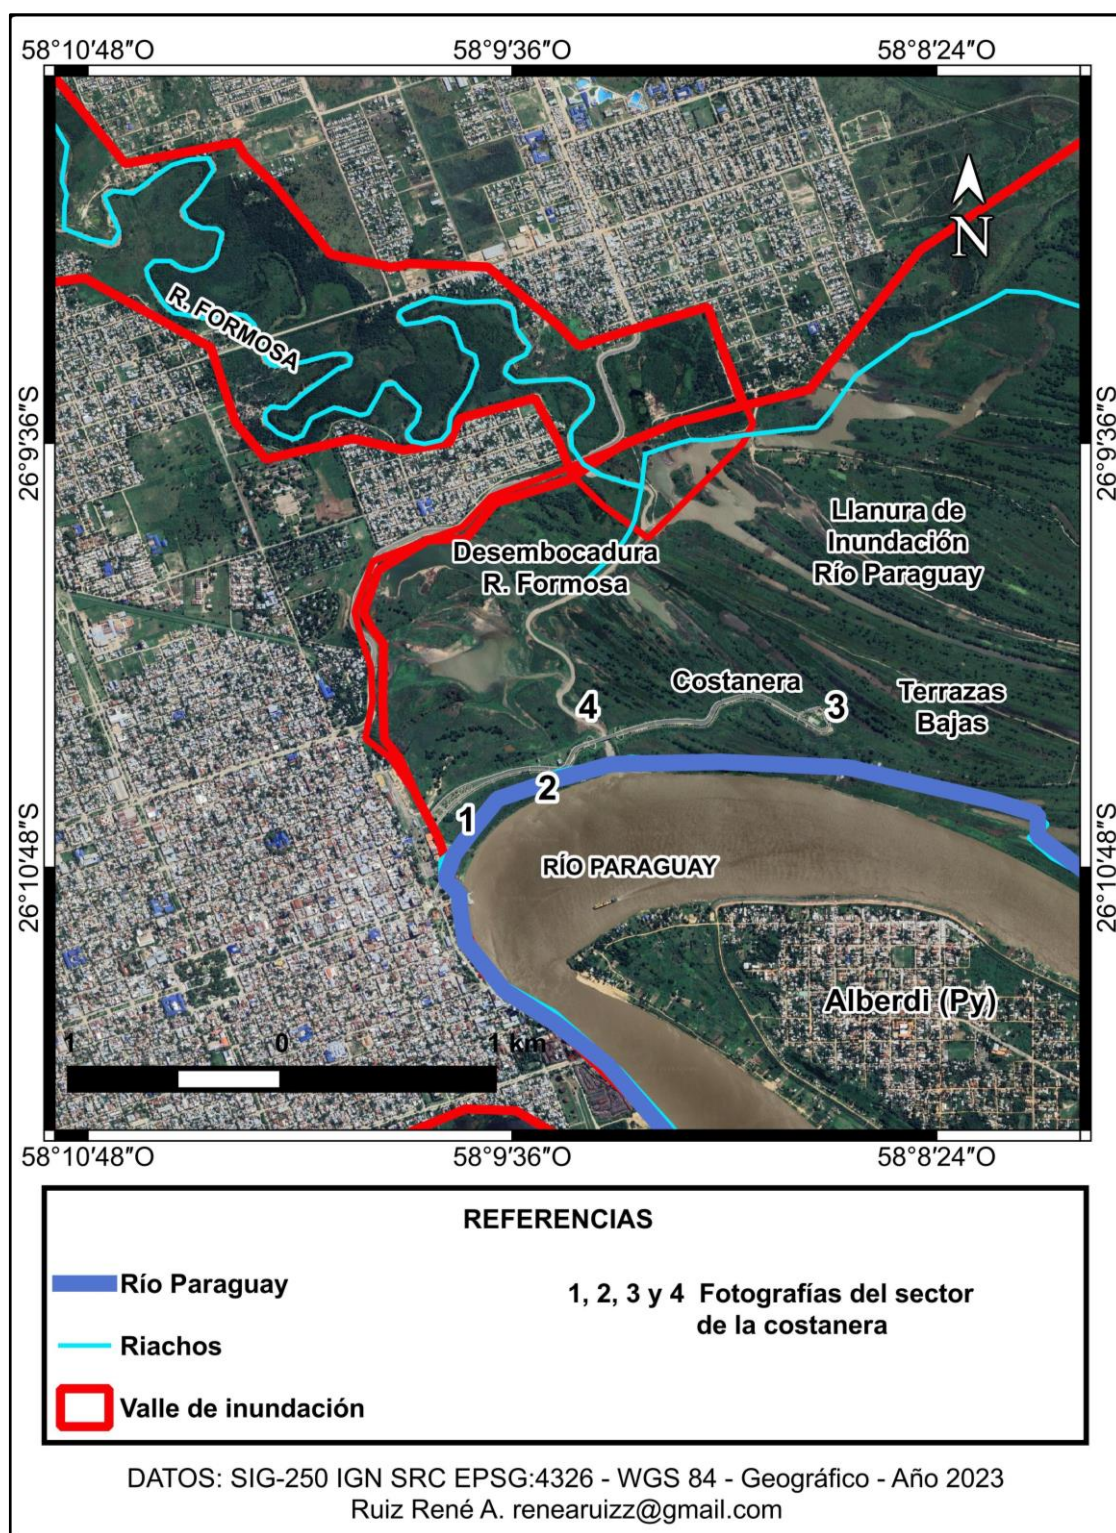 58°10'48"O 58°9'36"O 58°8'24"O
N
R. FORMOSA
26°9'36"S 26°9'36"S
Llanura de
Inundación
Río Paraguay
Desembocadura
R. Formosa
Costanera
4
3
Terrazas
Bajas
2
1
RÍO PARAGUAY
26°10'48"S 26°10'48"S
Alberdi (Py)
1 0 1 km
58°10'48"O 58°9'36"O 58°8'24"O
REFERENCIAS
Río Paraguay
Riachos
Valle de inundación
1, 2, 3 y 4 Fotografías del sector
de la costanera
DATOS: SIG-250 IGN SRC EPSG:4326 - WGS 84 - Geográfico - Año 2023
Ruiz René A. renearuizz@gmail.com